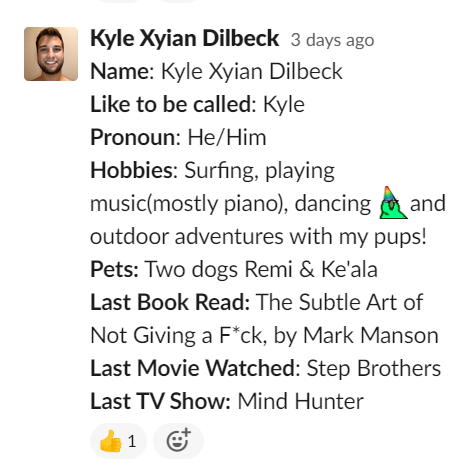 Kyle Xyian Dilbeck 3 days ago
Name: Kyle Xyian Dilbeck
Like to be called: Kyle
Pronoun: He/Him
Hobbies: Surfing, playing
music(mostly piano), dancing and
outdoor adventures with my pups!
Pets: Two dogs Remi & Ke'ala
Last Book Read: The Subtle Art of
Not Giving a F*ck, by Mark Manson
Last Movie Watched: Step Brothers
Last TV Show: Mind Hunter
1